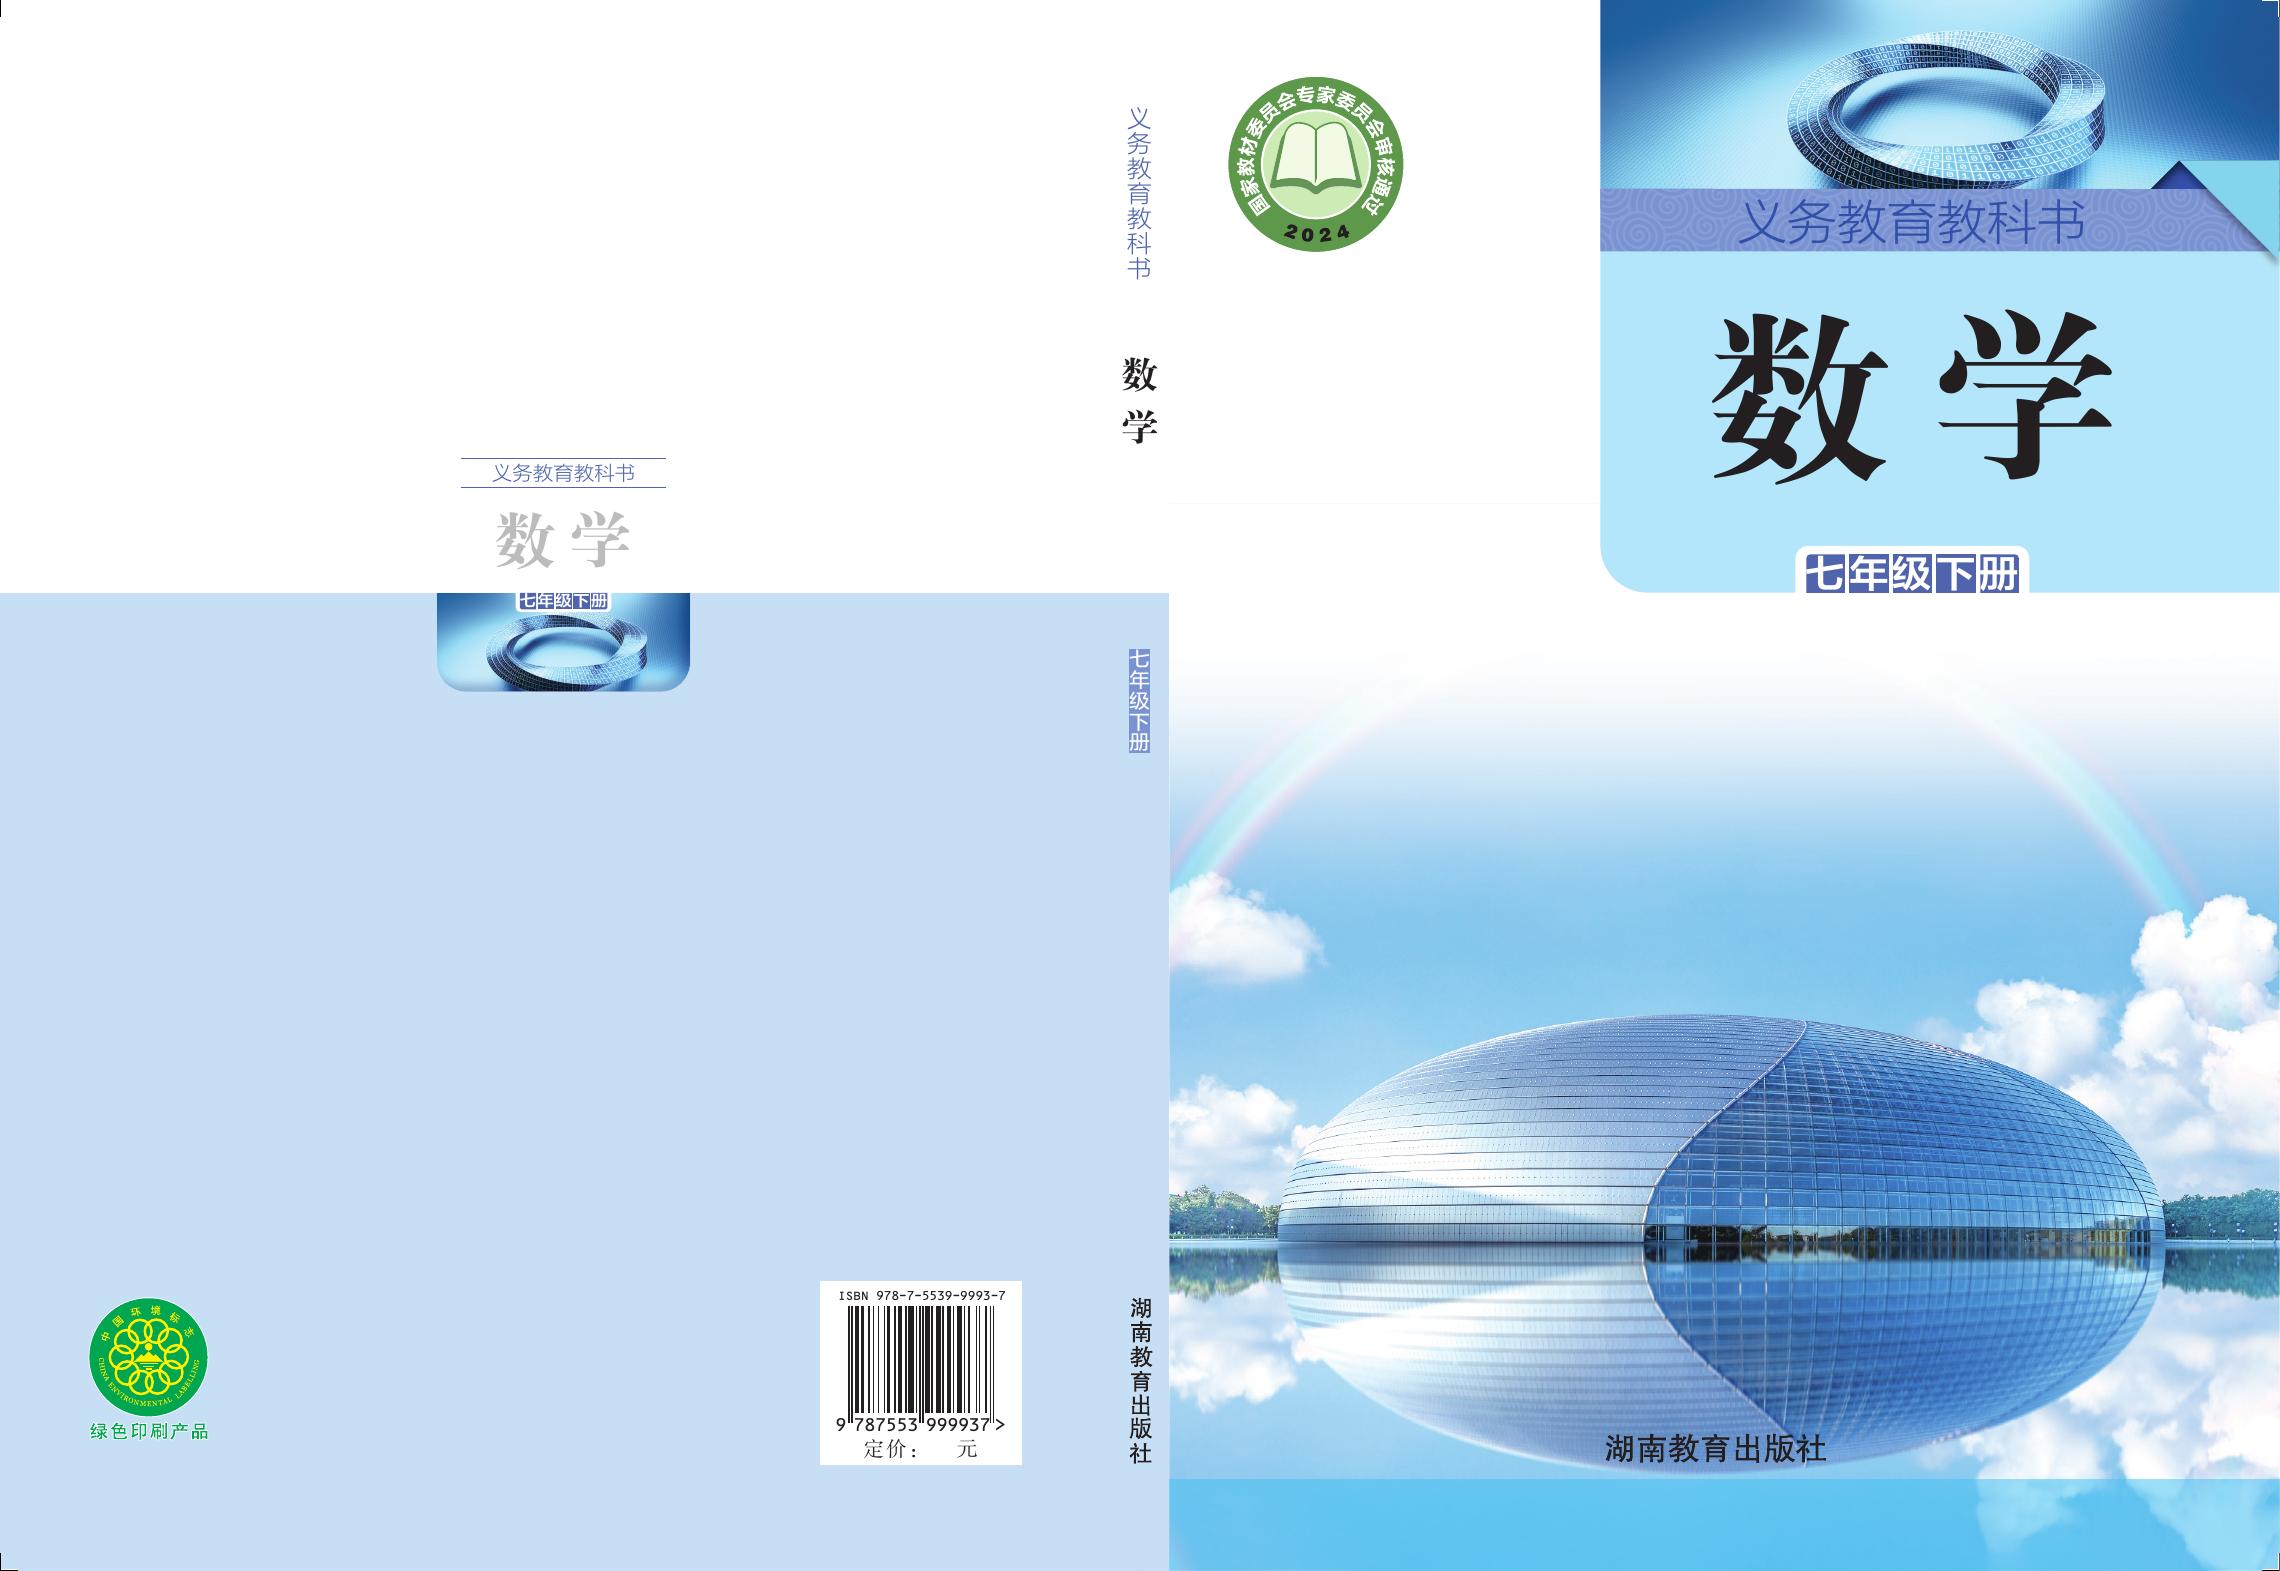 国家教材委员会专家委员会审核通过
2024
义务教育教科书
数学
七年级下册
湖南教育出版社
义务教育教科书
数学
七年级下册
湖南教育出版社
义务教育教科书
数学
七年级下册
中国环境标志
CHINA ENVIRONMENTAL LABELLING
绿色印刷产品
ISBN 978-7-5539-9993-7
9 787553 999937 >
定价： 元